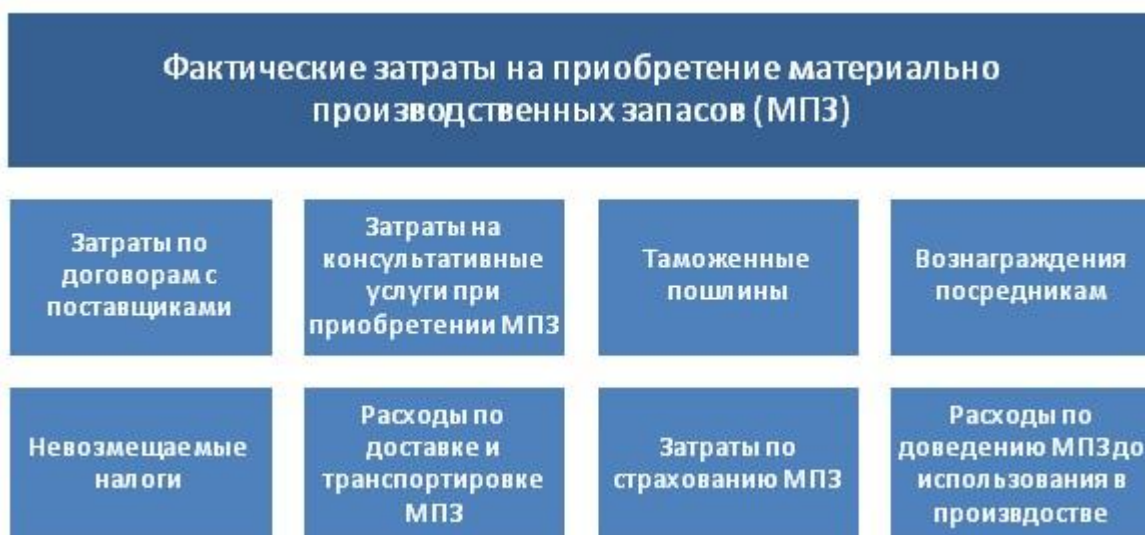 Фактические затраты на приобретение материально
производственных запасов (МПЗ)
Затраты по
договорам с
поставщиками
Затраты на
консультативные
услуги при
приобретении МПЗ
Таможенные
пошлины
Вознаграждения
посредникам
Невозмещаемые
налоги
Расходы по
доставке и
транспортировке
МПЗ
Затраты по
страхованию МПЗ
Расходы по
доведению МПЗ до
использования в
произвдостве